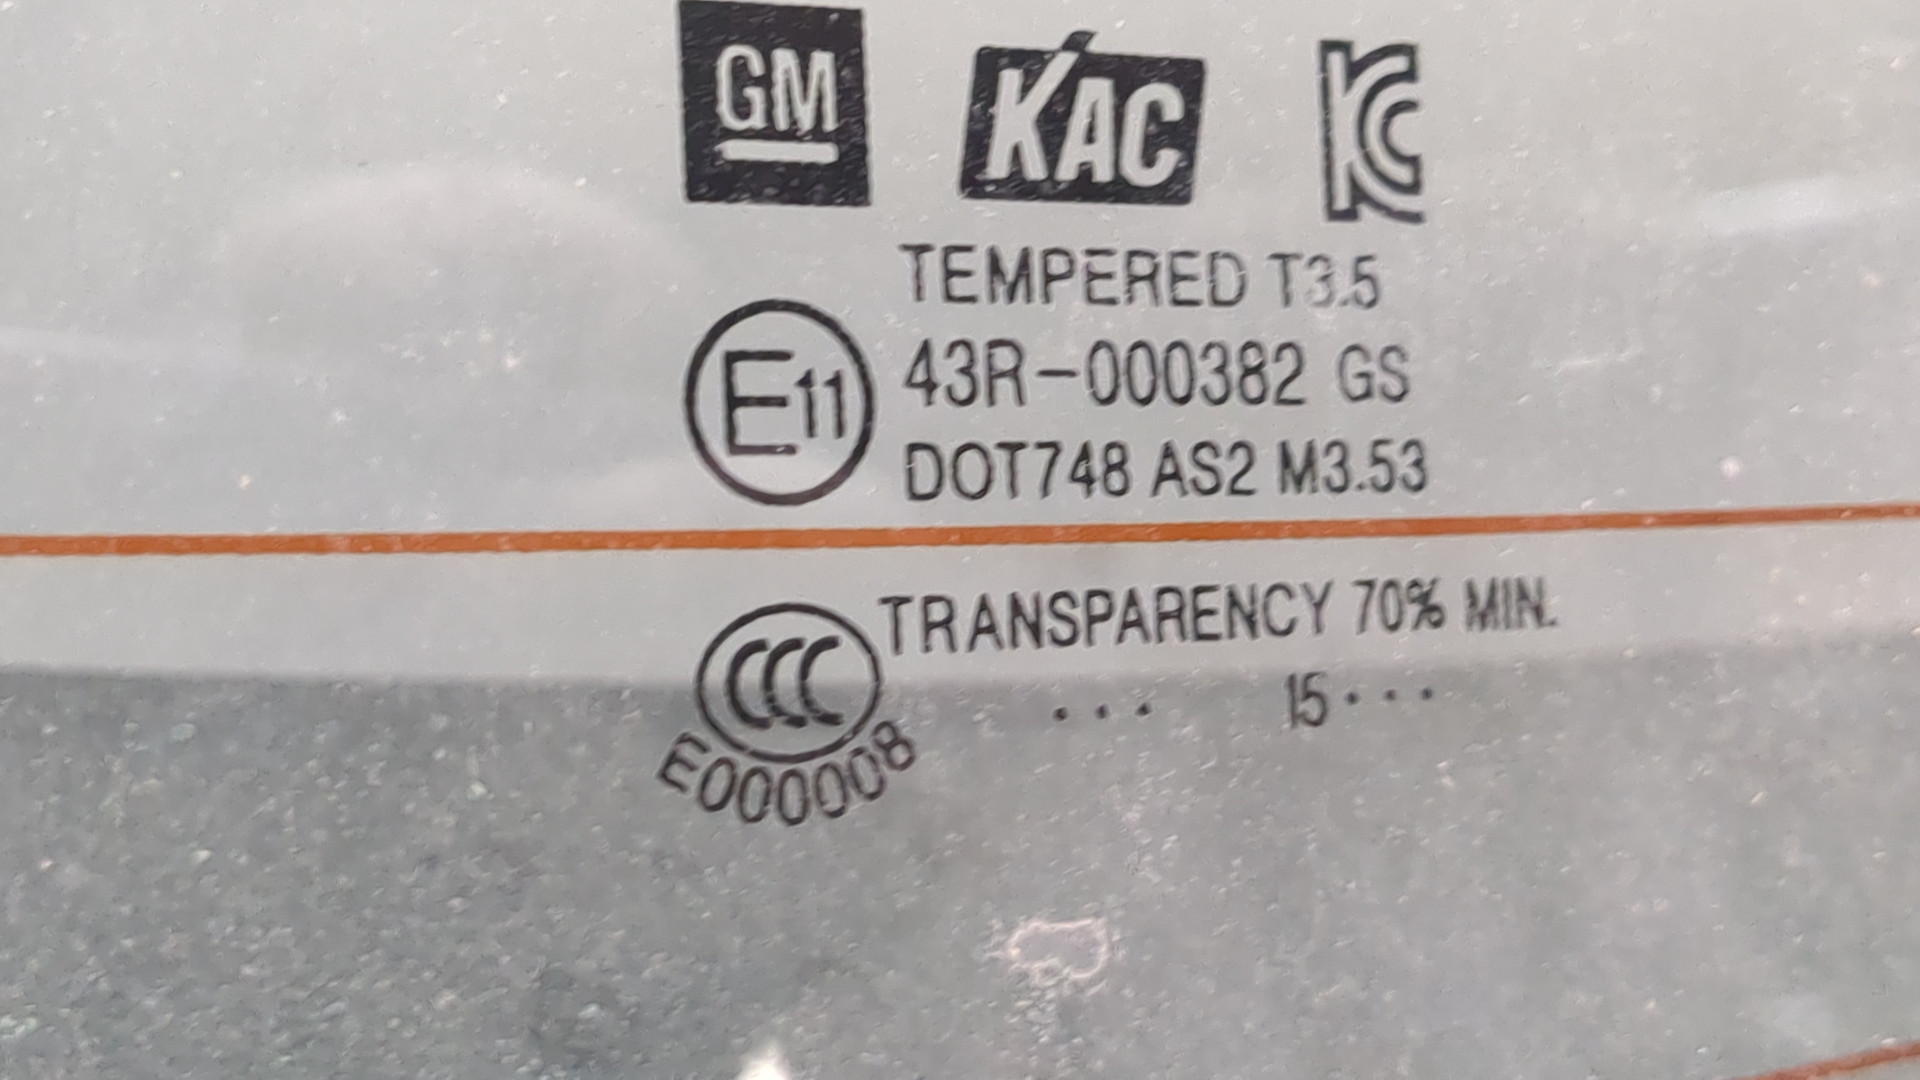 GM KAC KC
TEMPERED T3.5
E11 43R-000382 GS
DOT748 AS2 M3.53
TRANSPARENCY 70% MIN.
CCC
... 15...
E000008